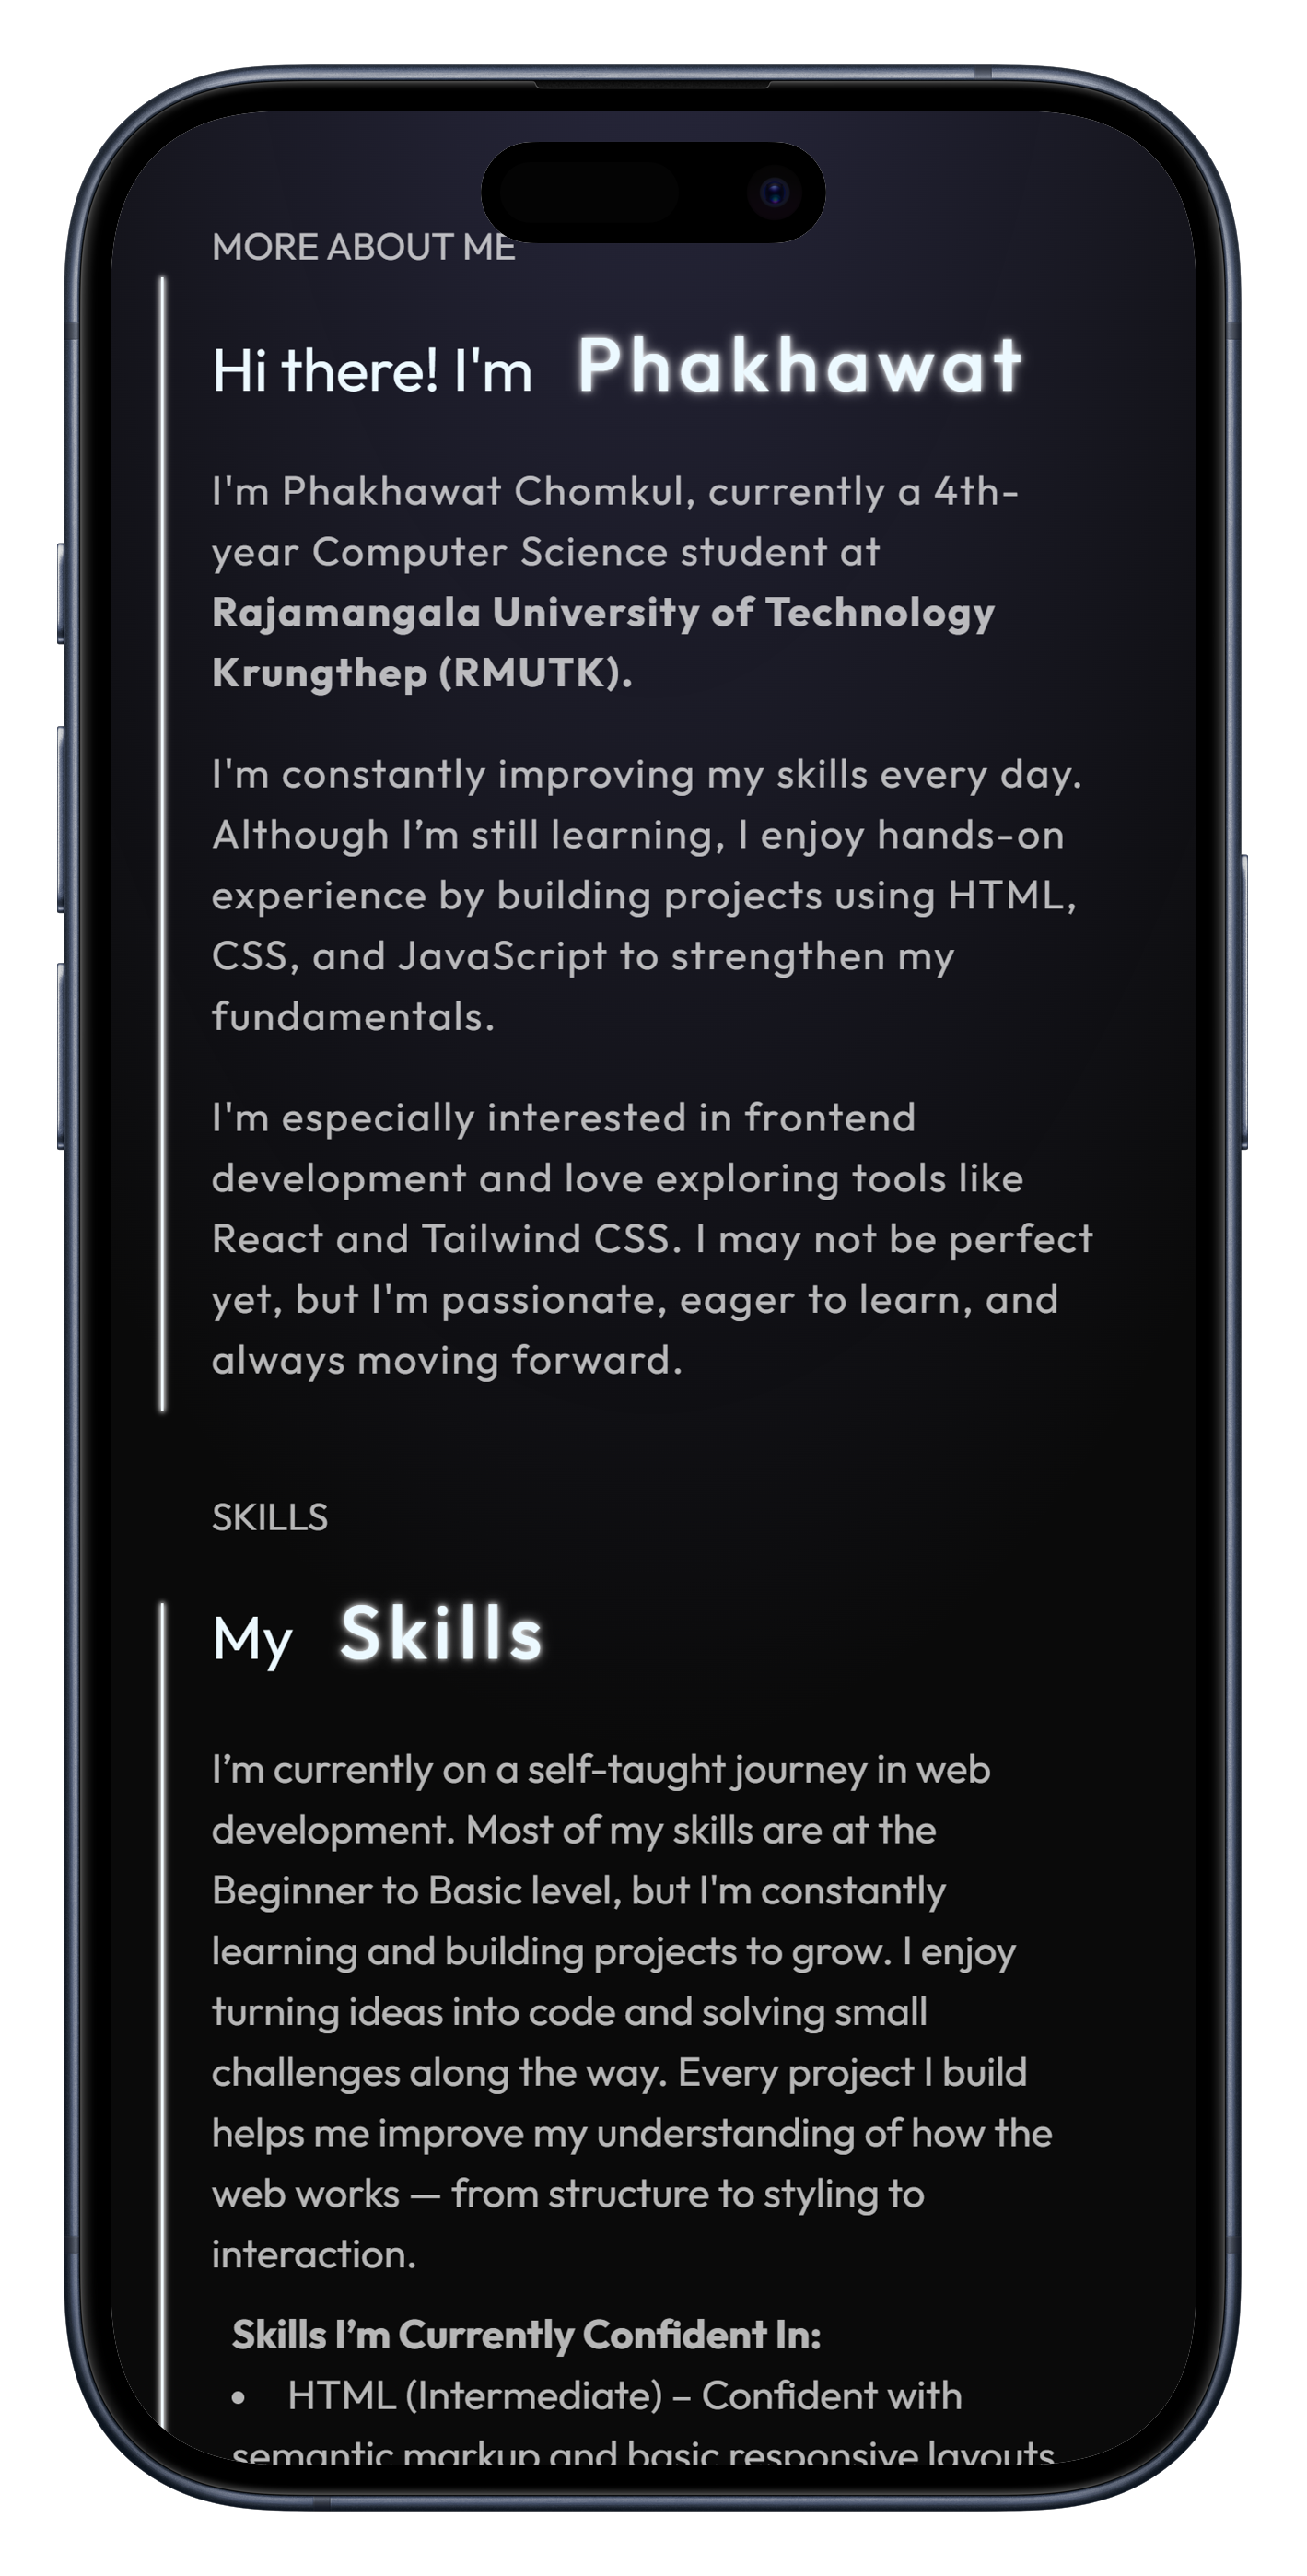 MORE ABOUT ME
Hi there! I'm Phakhawat
I'm Phakhawat Chomkul, currently a 4th-
year Computer Science student at
Rajamangala University of Technology
Krungthep (RMUTK).
I'm constantly improving my skills every day.
Although I’m still learning, I enjoy hands-on
experience by building projects using HTML,
CSS, and JavaScript to strengthen my
fundamentals.
I'm especially interested in frontend
development and love exploring tools like
React and Tailwind CSS. I may not be perfect
yet, but I'm passionate, eager to learn, and
always moving forward.
SKILLS
My Skills
I’m currently on a self-taught journey in web
development. Most of my skills are at the
Beginner to Basic level, but I'm constantly
learning and building projects to grow. I enjoy
turning ideas into code and solving small
challenges along the way. Every project I build
helps me improve my understanding of how the
web works — from structure to styling to
interaction.
Skills I’m Currently Confident In:
• HTML (Intermediate) – Confident with
semantic markup and basic responsive layouts